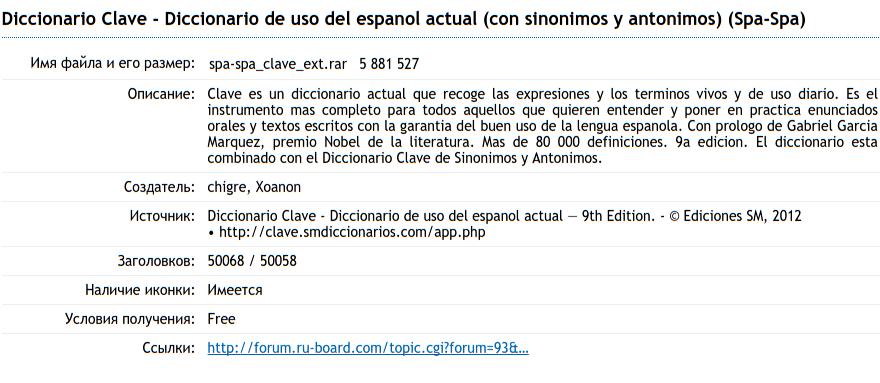 Diccionario Clave - Diccionario de uso del espanol actual (con sinonimos y antonimos) (Spa-Spa)
Имя файла и его размер: spa-spa_clave_ext.rar 5 881 527
Описание: Clave es un diccionario actual que recoge las expresiones y los terminos vivos y de uso diario. Es el
instrumento mas completo para todos aquellos que quieren entender y poner en practica enunciados
orales y textos escritos con la garantia del buen uso de la lengua espanola. Con prologo de Gabriel Garcia
Marquez, premio Nobel de la literatura. Mas de 80 000 definiciones. 9a edicion. El diccionario esta
combinado con el Diccionario Clave de Sinonimos y Antonimos.
Создатель: chigre, Xoanon
Источник: Diccionario Clave - Diccionario de uso del espanol actual — 9th Edition. - © Ediciones SM, 2012
• http://clave.smdiccionarios.com/app.php
Заголовков: 50068 / 50058
Наличие иконки: Имеется
Условия получения: Free
Ссылки: http://forum.ru-board.com/topic.cgi?forum=93&...